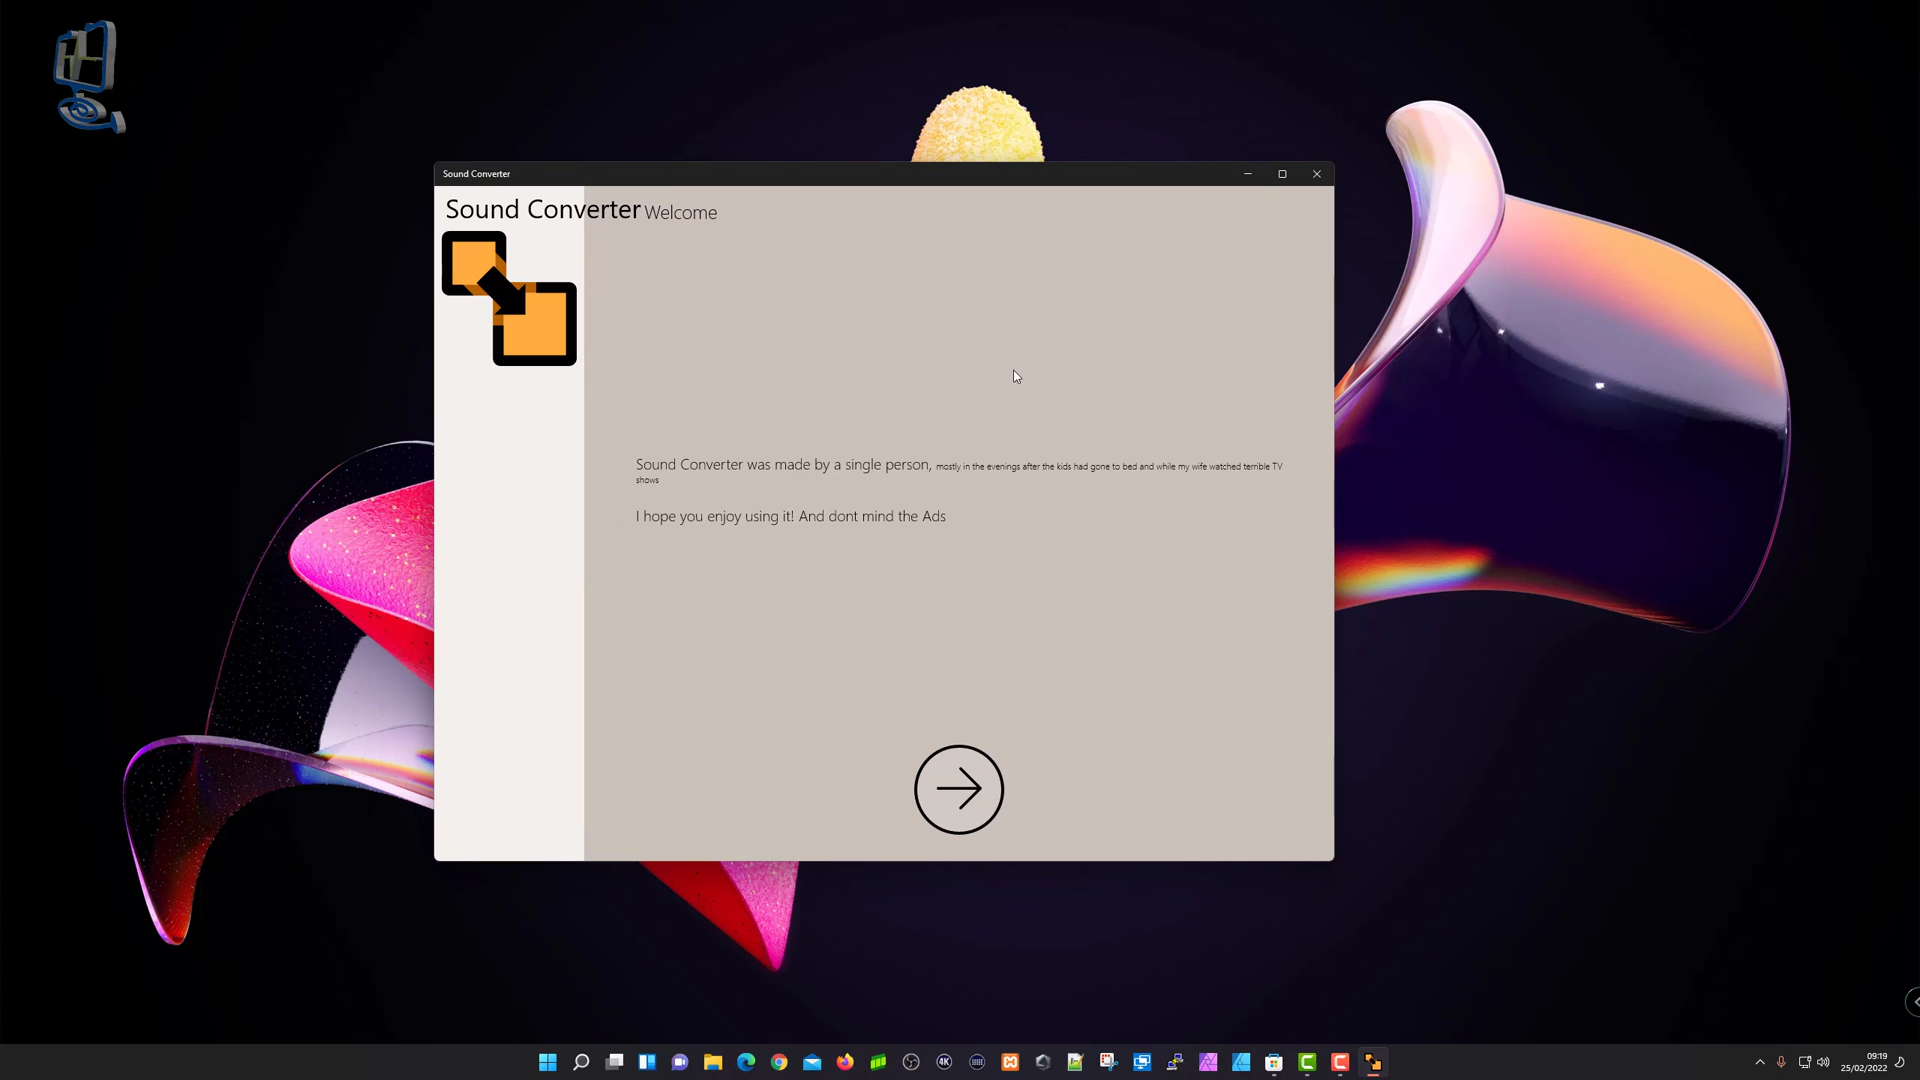 Sound Converter
Sound Converter Welcome
Sound Converter was made by a single person, mostly in the evenings after the kids had gone to bed and while my wife watched terrible TV
shows
I hope you enjoy using it! And dont mind the Ads
4K
09:19
25/02/2022